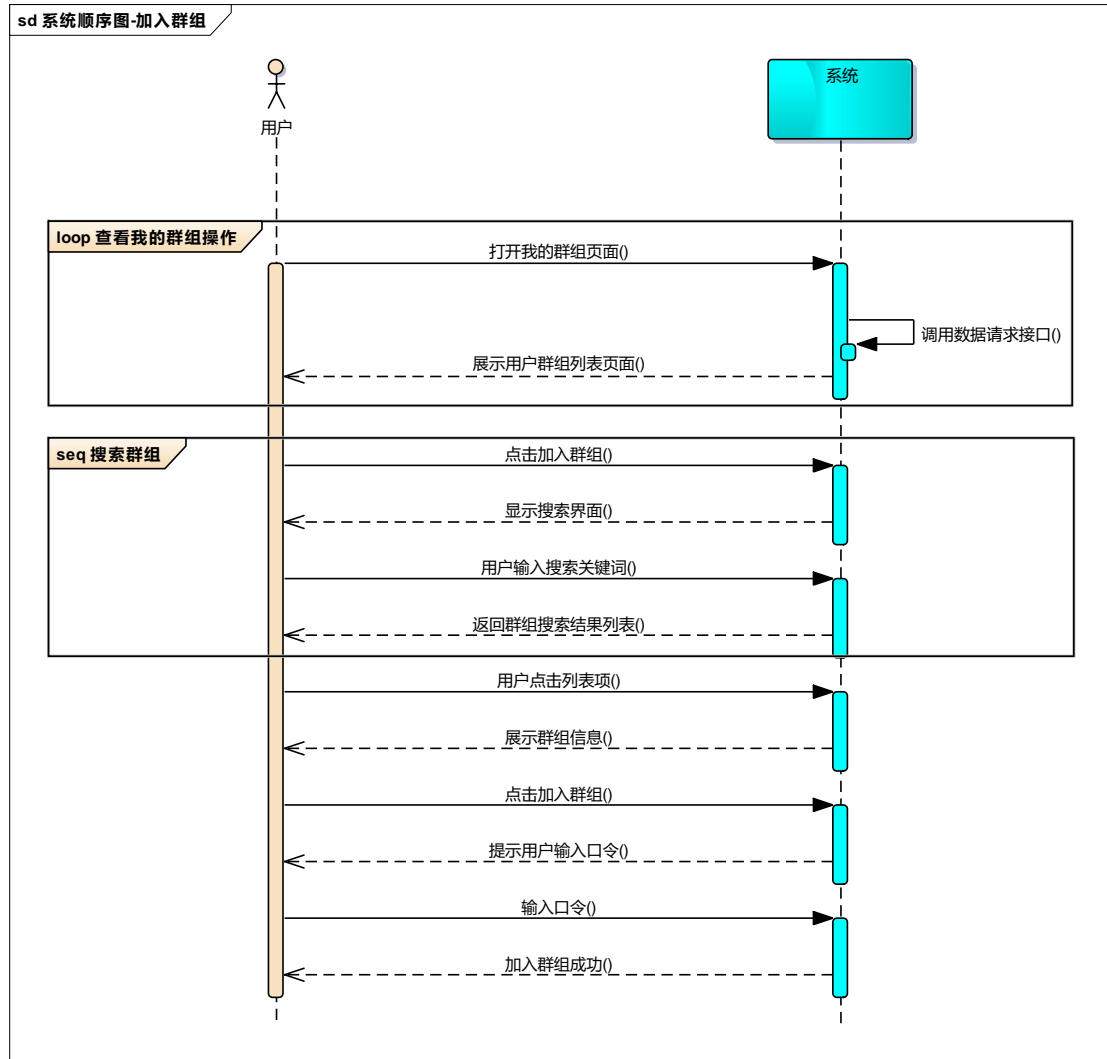 sd 系统顺序图-加入群组
用户
系统
loop 查看我的群组操作
打开我的群组页面()
调用数据请求接口()
展示用户群组列表页面()
seq 搜索群组
点击加入群组()
显示搜索界面()
用户输入搜索关键词()
返回群组搜索结果列表()
用户点击列表项()
展示群组信息()
点击加入群组()
提示用户输入口令()
输入口令()
加入群组成功()